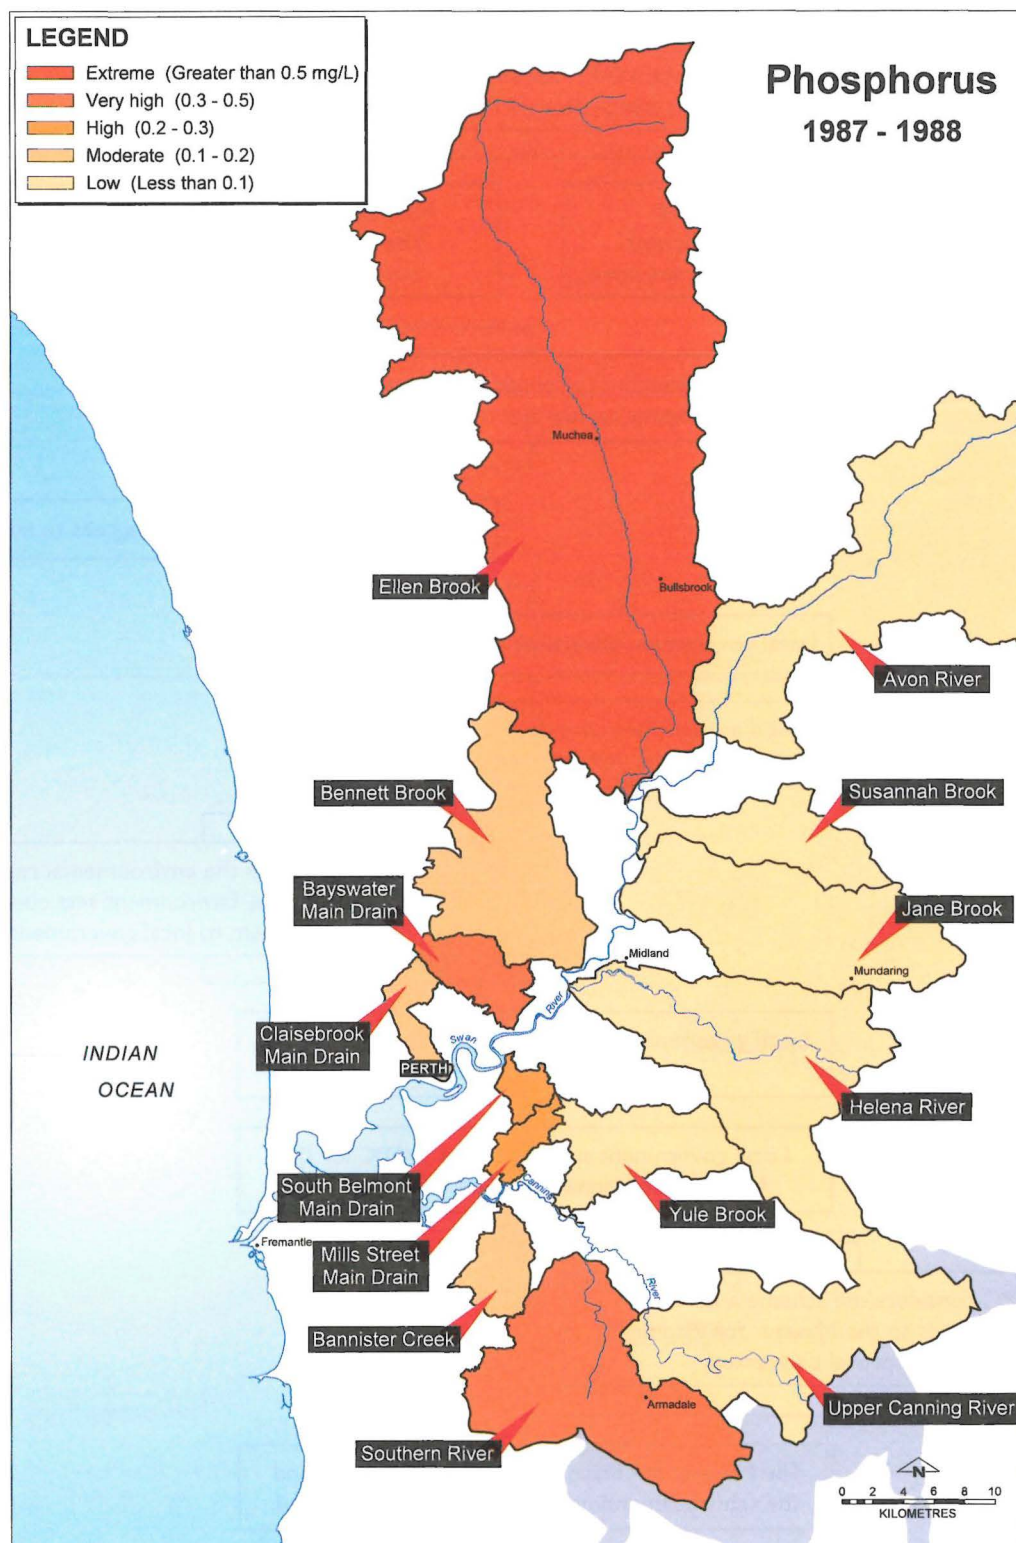 LEGEND
Extreme (Greater than 0.5 mg/L)
Very high (0.3 - 0.5)
High (0.2 - 0.3)
Moderate (0.1 - 0.2)
Low (Less than 0.1)
Phosphorus
1987 - 1988
Muchea
Ellen Brook
Bullsbrook
Avon River
Bennett Brook
Susannah Brook
Bayswater
Main Drain
Jane Brook
Midland
Mundaring
Claisebrook
Main Drain
River
Swan
PERTH
INDIAN
OCEAN
Helena River
South Belmont
Main Drain
Canning
Yule Brook
Fremantle
Mills Street
Main Drain
River
Bannister Creek
Armadale
Upper Canning River
Southern River
N
0 2 4 6 8 10
KILOMETRES